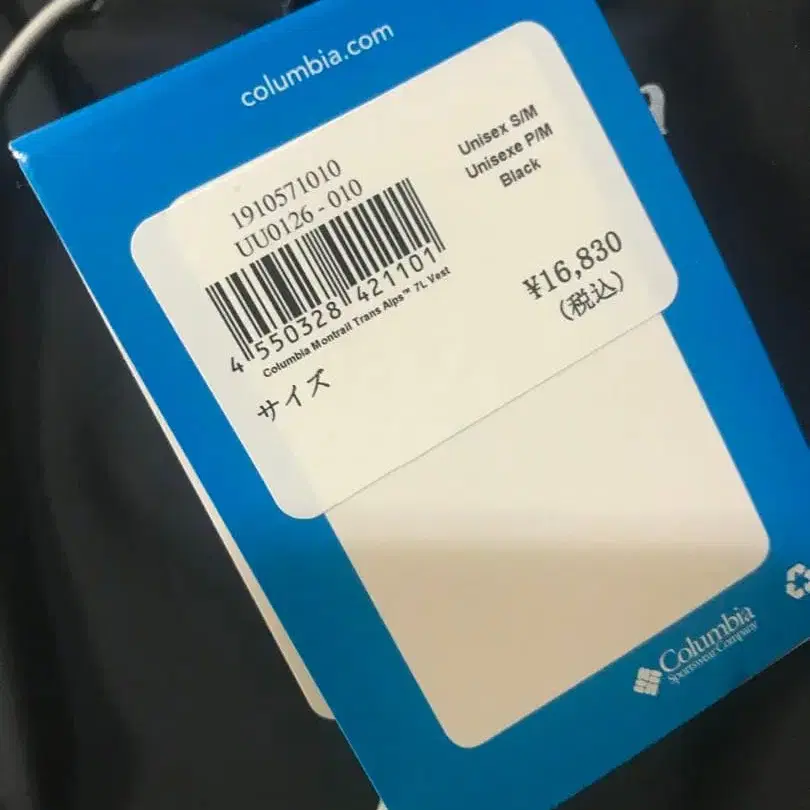 columbia.com
1910571010
UU0126 - 010
Unisex S/M
Unisexe P/M
Black
4 550328 421101
Columbia Montrail Trans Alps™ 7L Vest
¥16,830
(税込)
サイズ
Columbia
Sportswear Company